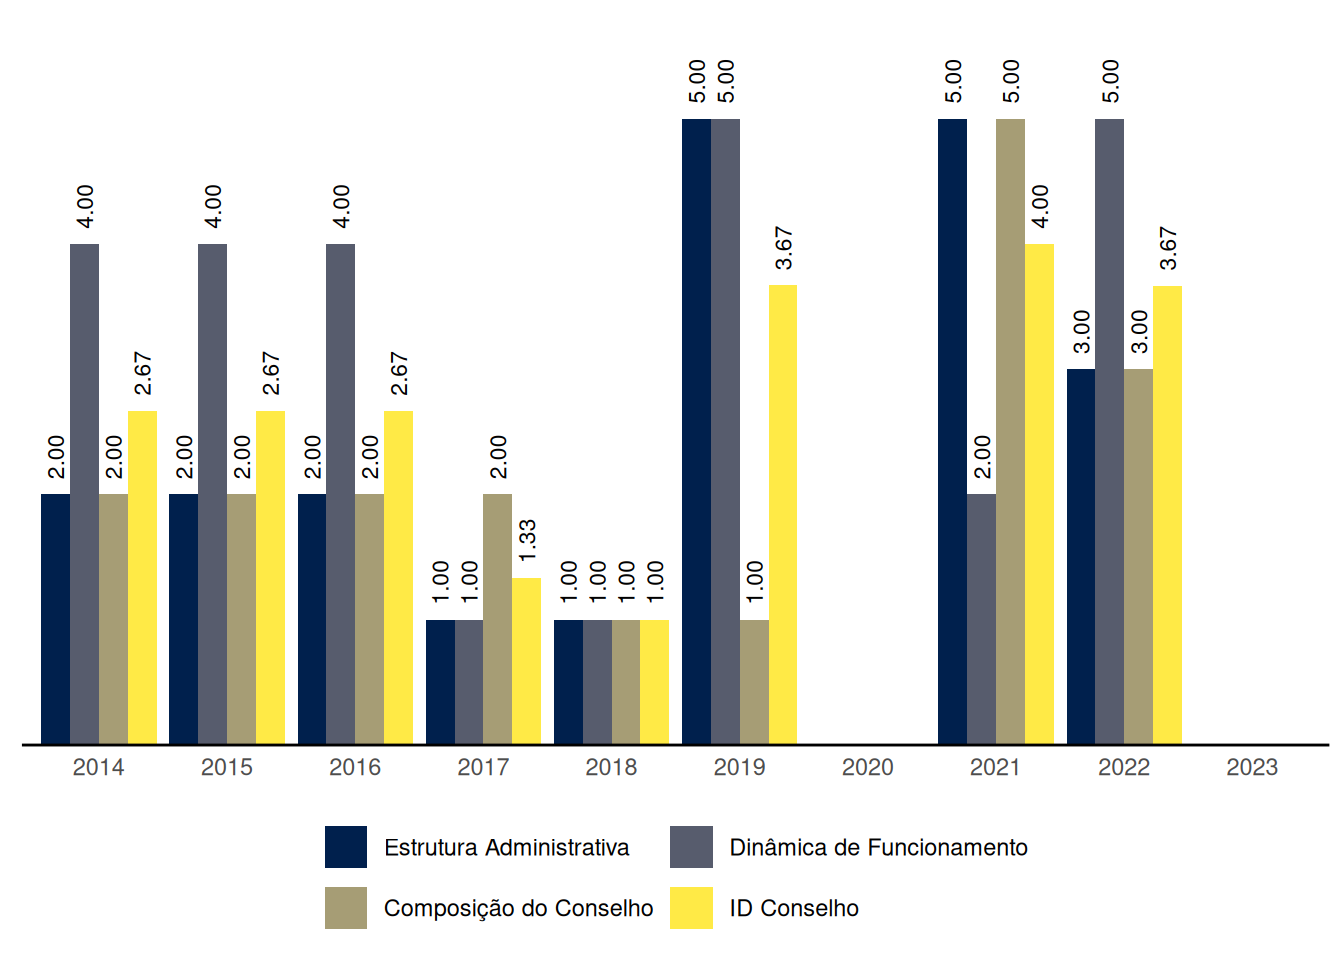 5.00 5.00 5.00 5.00 5.00
4.00 4.00 4.00 4.00
3.67 3.67
3.00 3.00
2.67 2.67 2.67
2.00 2.00 2.00 2.00 2.00 2.00 2.00 2.00
1.33
1.00 1.00 1.00 1.00 1.00 1.00 1.00
2014 2015 2016 2017 2018 2019 2020 2021 2022 2023
Estrutura Administrativa Dinâmica de Funcionamento
Composição do Conselho ID Conselho